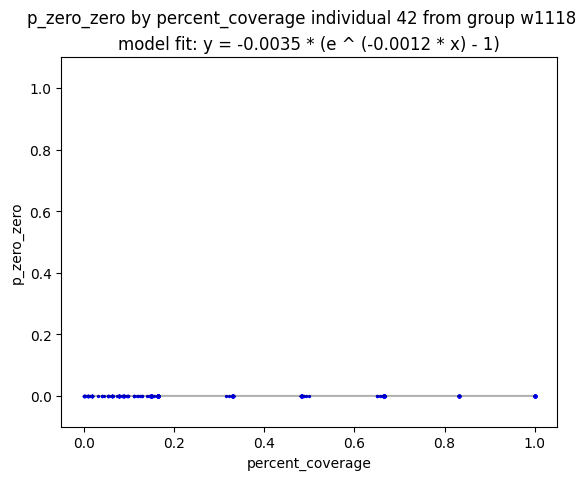 p_zero_zero by percent_coverage individual 42 from group w1118
model fit: y = -0.0035 * (e ^ (-0.0012 * x) - 1)
1.0
0.8
0.6
0.4
0.2
0.0
p_zero_zero
0.0 0.2 0.4 0.6 0.8 1.0
percent_coverage